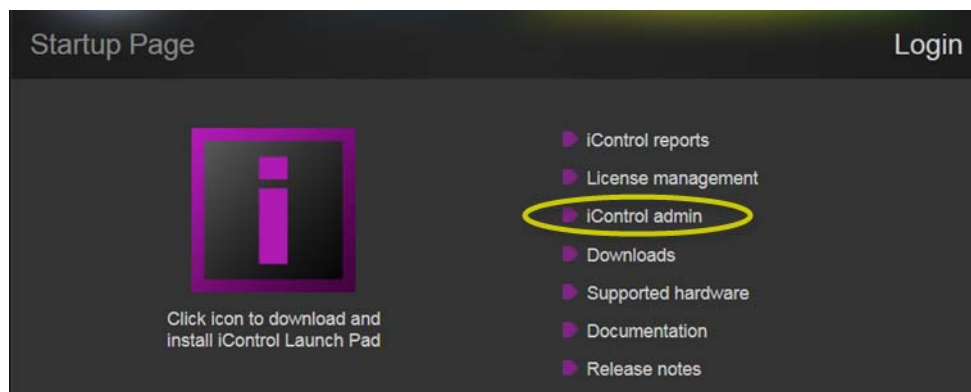 Startup Page
Login
i
Click icon to download and
install iControl Launch Pad
iControl reports
License management
iControl admin
Downloads
Supported hardware
Documentation
Release notes